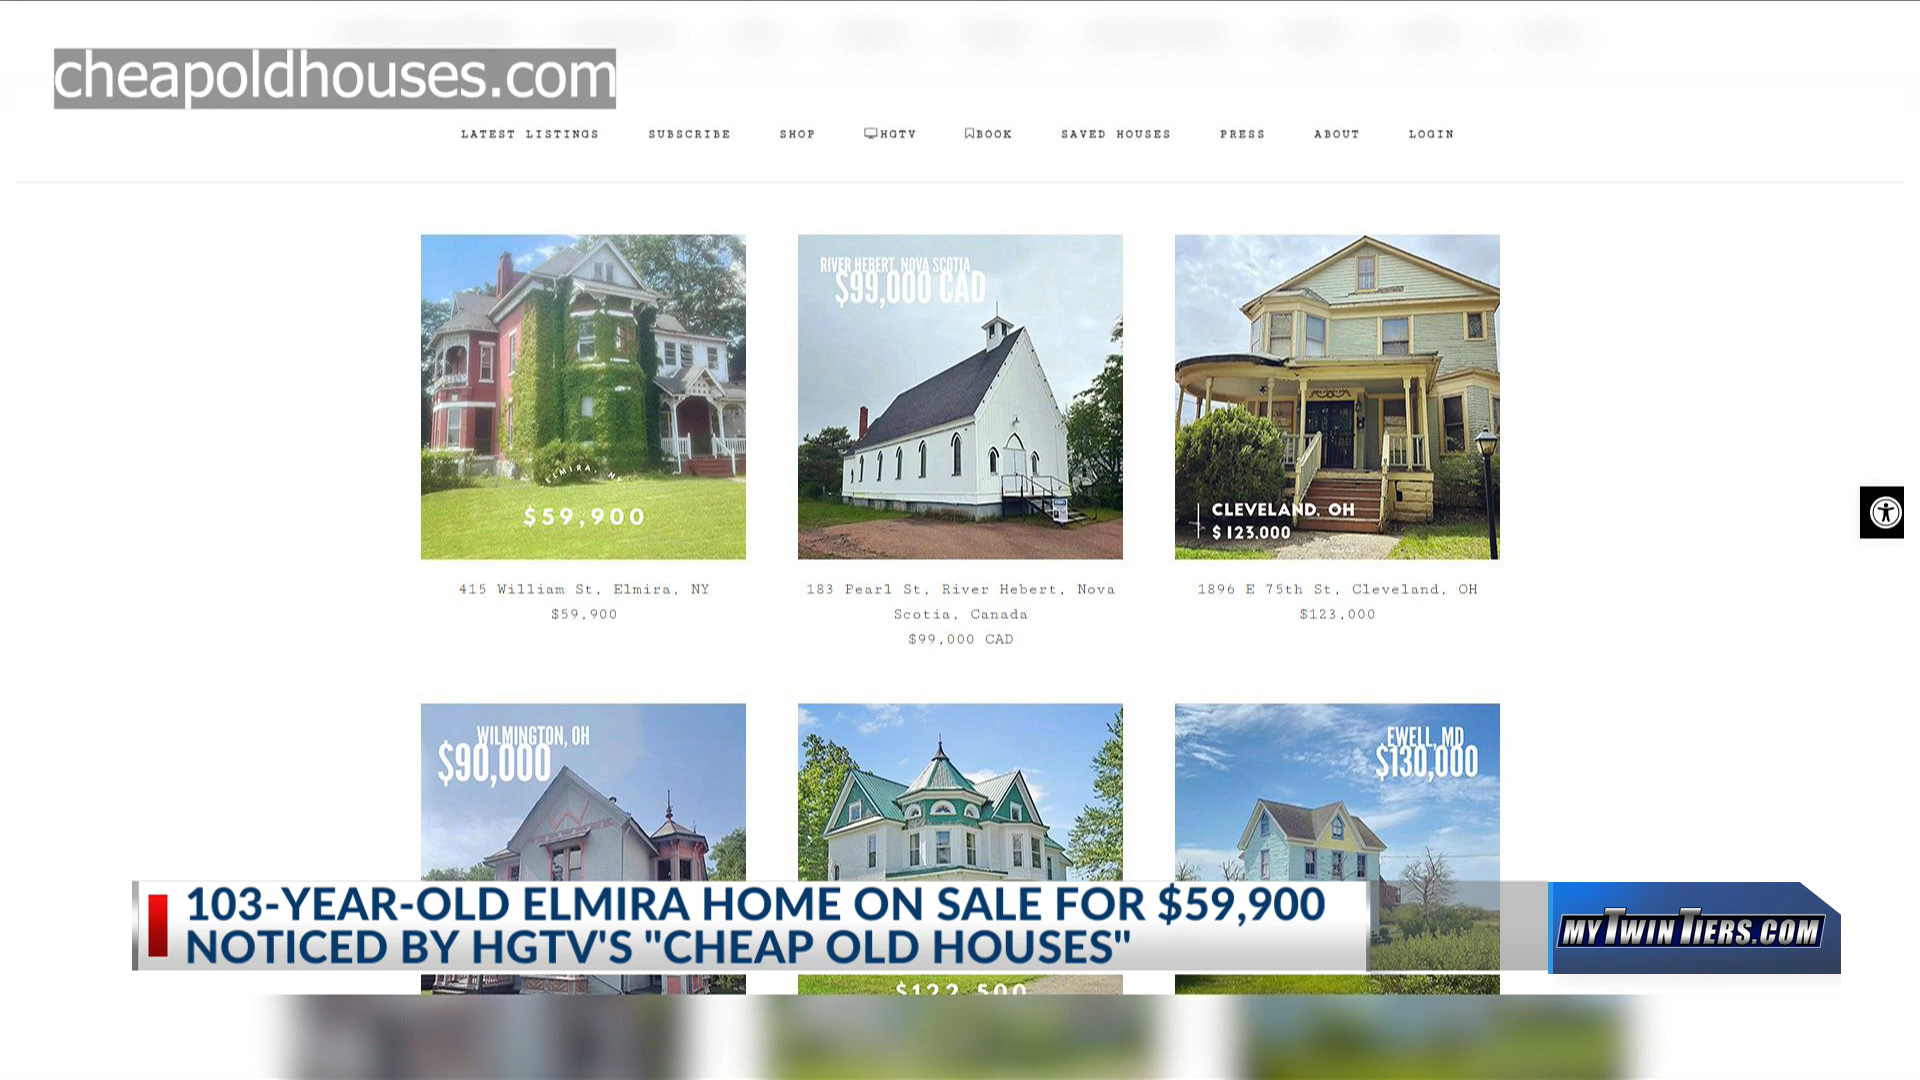 cheapoldhouses.com
LATEST LISTINGS SUBSCRIBE SHOP HGTV BOOK SAVED HOUSES PRESS ABOUT LOGIN
ELMIRA, NY
$59,900
RIVER HEBERT, NOVA SCOTIA
$99,000 CAD
CLEVELAND, OH
$123,000
415 William St, Elmira, NY
$59,900
183 Pearl St, River Hebert, Nova
Scotia, Canada
$99,000 CAD
1896 E 75th St, Cleveland, OH
$123,000
WILMINGTON, OH
$90,000
EWELL, MD
$130,000
$122,500
103-YEAR-OLD ELMIRA HOME ON SALE FOR $59,900
NOTICED BY HGTV'S "CHEAP OLD HOUSES"
MYTWINTIERS.COM